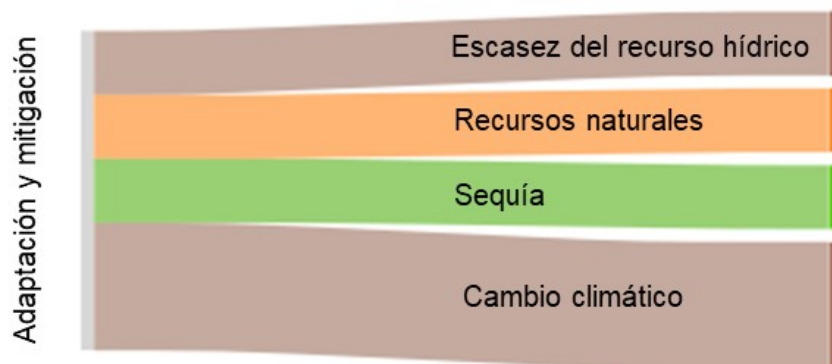 Adaptación y mitigación
Escasez del recurso hídrico
Recursos naturales
Sequía
Cambio climático